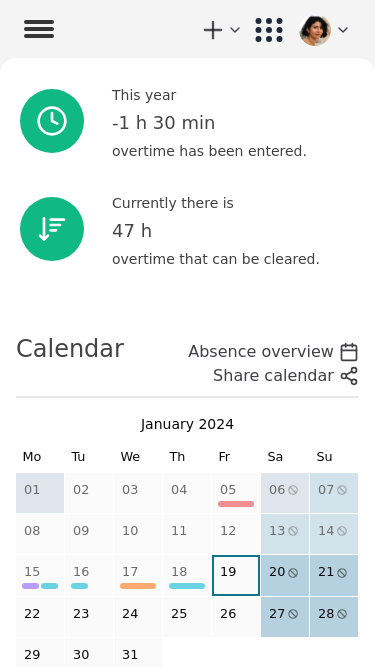 This year
-1 h 30 min
overtime has been entered.
Currently there is
47 h
overtime that can be cleared.
Calendar
Absence overview
Share calendar
January 2024
Mo Tu We Th Fr Sa Su
01 02 03 04 05 06 07
08 09 10 11 12 13 14
15 16 17 18 19 20 21
22 23 24 25 26 27 28
29 30 31